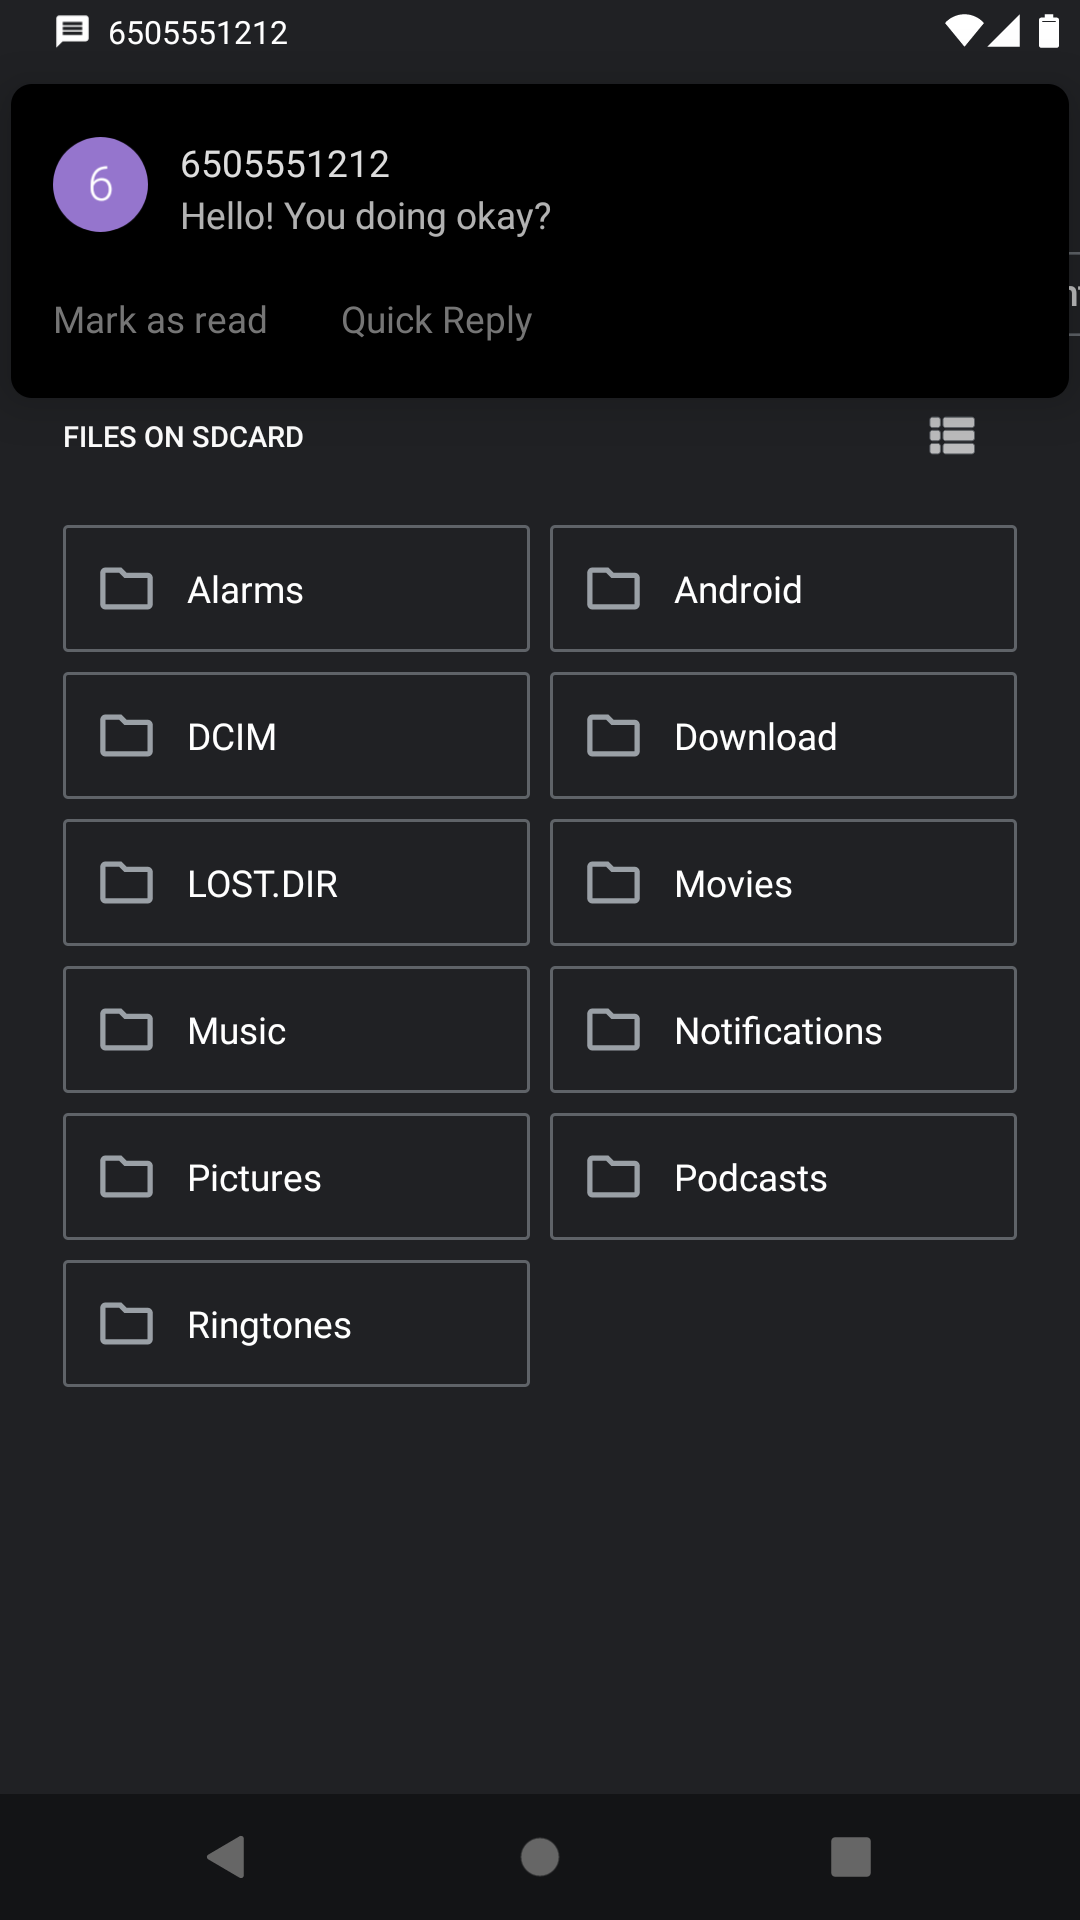 6505551212
6
6505551212
Hello! You doing okay?
Mark as read
Quick Reply
FILES ON SDCARD
Alarms
Android
DCIM
Download
LOST.DIR
Movies
Music
Notifications
Pictures
Podcasts
Ringtones